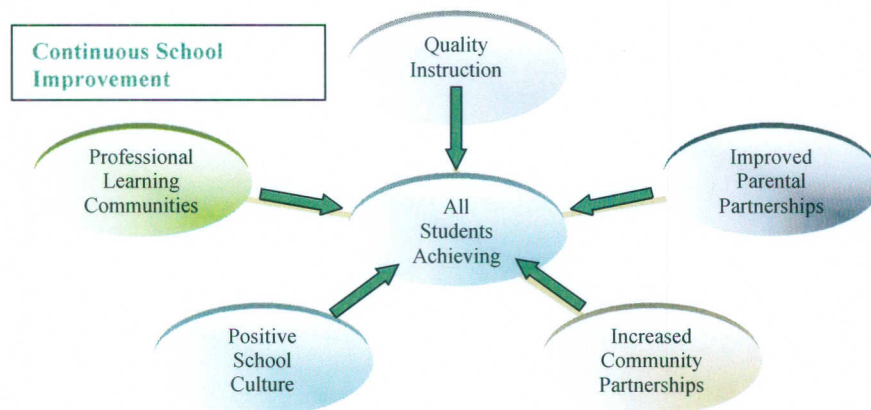 Continuous School
Improvement
Quality
Instruction
Professional
Learning
Communities
Improved
Parental
Partnerships
All
Students
Achieving
Positive
School
Culture
Increased
Community
Partnerships